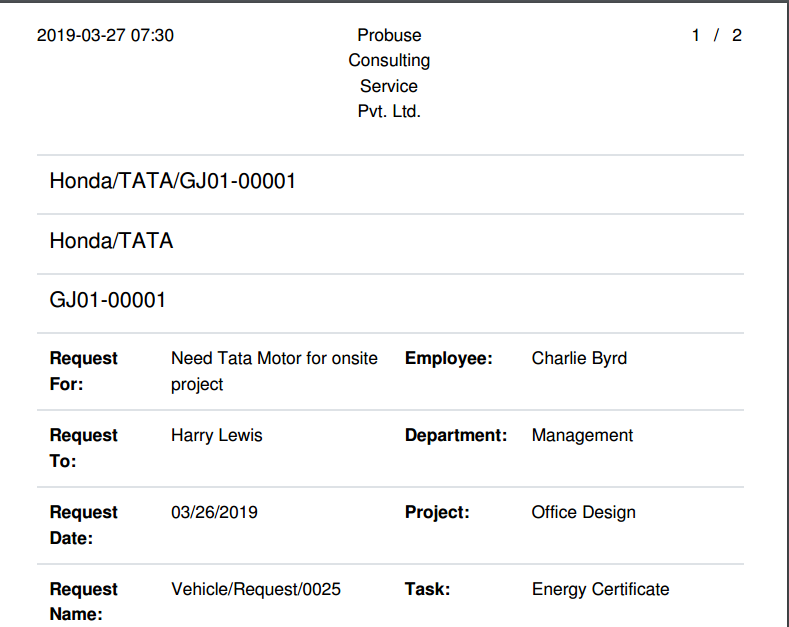 2019-03-27 07:30 Probuse 1 / 2
Consulting
Service
Pvt. Ltd.
Honda/TATA/GJ01-00001
Honda/TATA
GJ01-00001
Request Need Tata Motor for onsite Employee: Charlie Byrd
For: project
Request Harry Lewis Department: Management
To:
Request 03/26/2019 Project: Office Design
Date:
Request Vehicle/Request/0025 Task: Energy Certificate
Name: